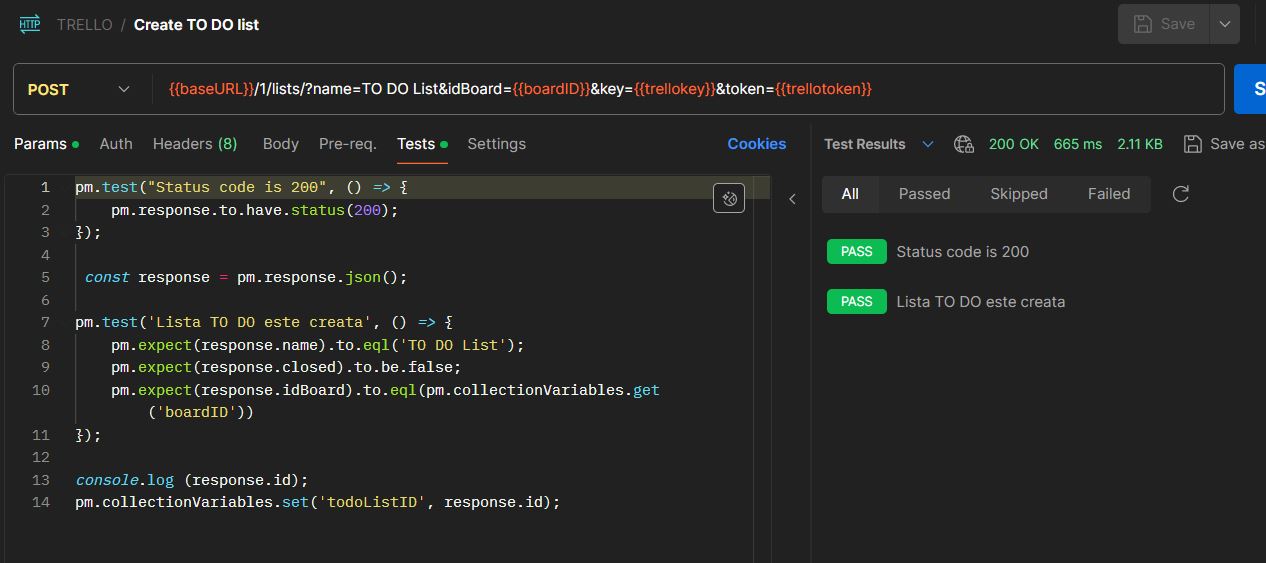 HTTP TRELLO / Create TO DO list Save
POST {{baseURL}}/1/lists/?name=TO DO List&idBoard={{boardID}}&key={{trellokey}}&token={{trellotoken}} S
Params Auth Headers (8) Body Pre-req. Tests Settings Cookies
Test Results 200 OK 665 ms 2.11 KB Save as
All Passed Skipped Failed
PASS Status code is 200
PASS Lista TO DO este creata
1 pm.test("Status code is 200", () => {
2 pm.response.to.have.status(200);
3 });
4
5 const response = pm.response.json();
6
7 pm.test('Lista TO DO este creata', () => {
8 pm.expect(response.name).to.eql('TO DO List');
9 pm.expect(response.closed).to.be.false;
10 pm.expect(response.idBoard).to.eql(pm.collectionVariables.get
('boardID'))
11 });
12
13 console.log (response.id);
14 pm.collectionVariables.set('todoListID', response.id);